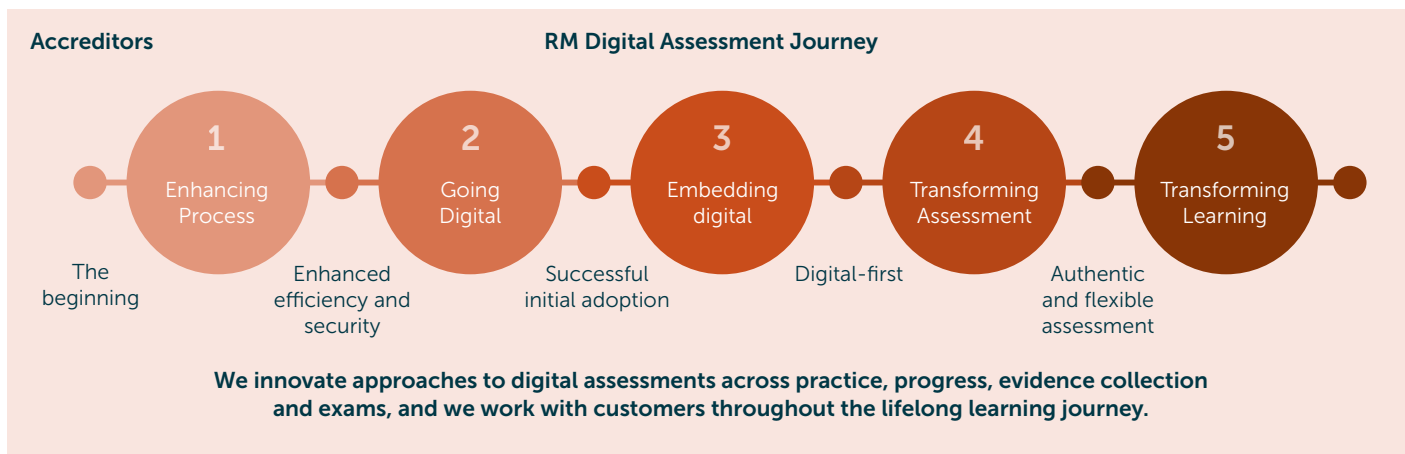 Accreditors
RM Digital Assessment Journey
1
Enhancing
Process
2
Going
Digital
3
Embedding
digital
4
Transforming
Assessment
5
Transforming
Learning
The
beginning
Enhanced
efficiency and
security
Successful
initial adoption
Digital-first
Authentic
and flexible
assessment
We innovate approaches to digital assessments across practice, progress, evidence collection
and exams, and we work with customers throughout the lifelong learning journey.